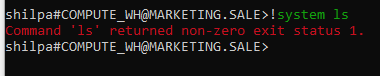 shilpa#COMPUTE_WH@MARKETING.SALE>!system ls
Command 'ls' returned non-zero exit status 1.
shilpa#COMPUTE_WH@MARKETING.SALE>